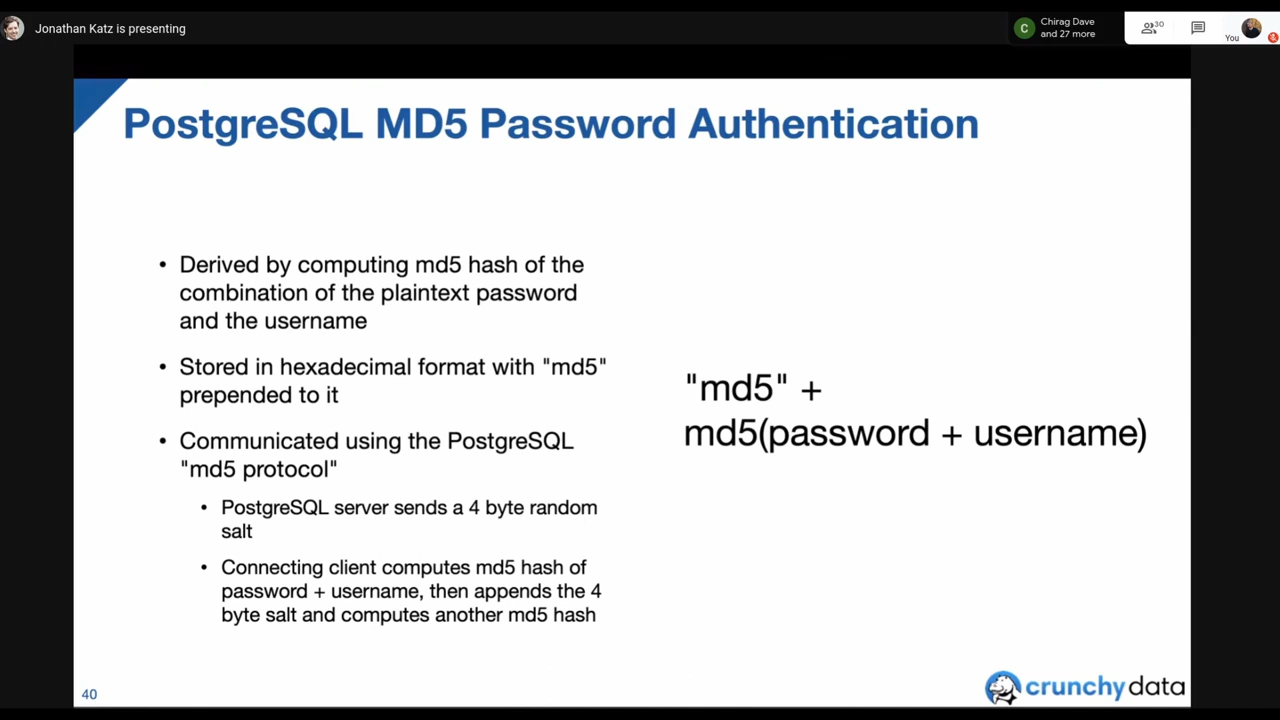 Jonathan Katz is presenting
C
Chirag Dave
and 27 more
30
You
PostgreSQL MD5 Password Authentication
• Derived by computing md5 hash of the
combination of the plaintext password
and the username
• Stored in hexadecimal format with "md5"
prepended to it
• Communicated using the PostgreSQL
"md5 protocol"
• PostgreSQL server sends a 4 byte random
salt
• Connecting client computes md5 hash of
password + username, then appends the 4
byte salt and computes another md5 hash
"md5" +
md5(password + username)
40
crunchydata